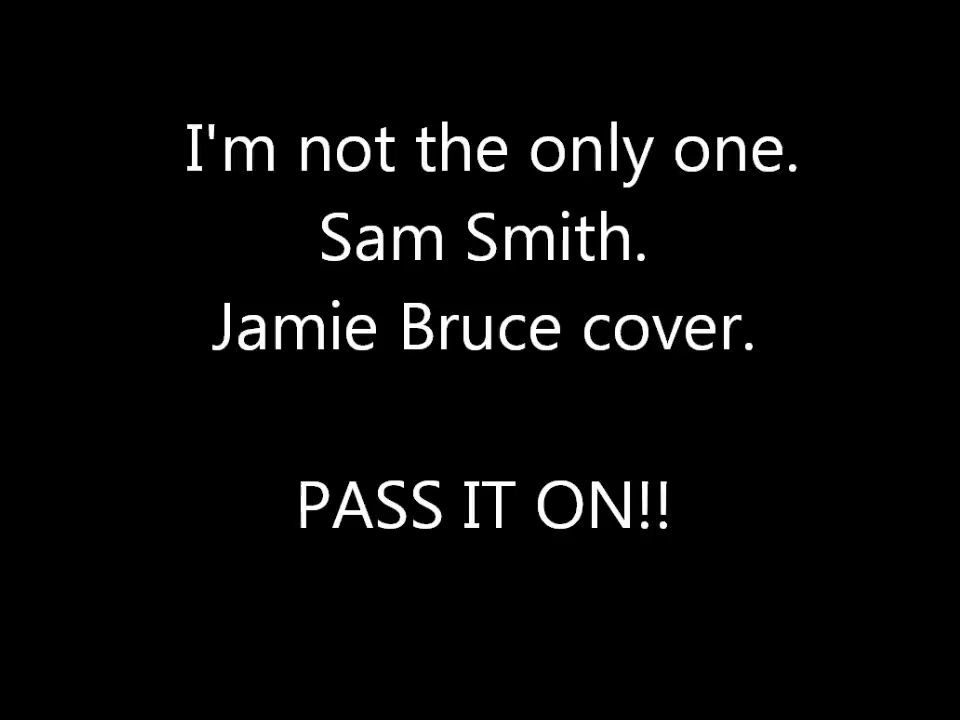 I'm not the only one.
Sam Smith.
Jamie Bruce cover.
PASS IT ON!!